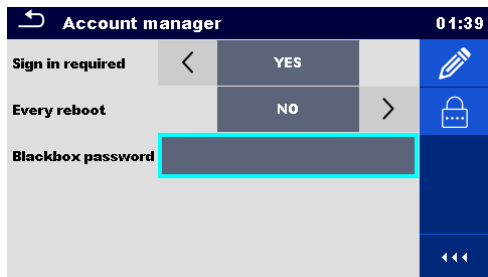 Account manager 01:39
Sign in required YES
Every reboot NO
Blackbox password